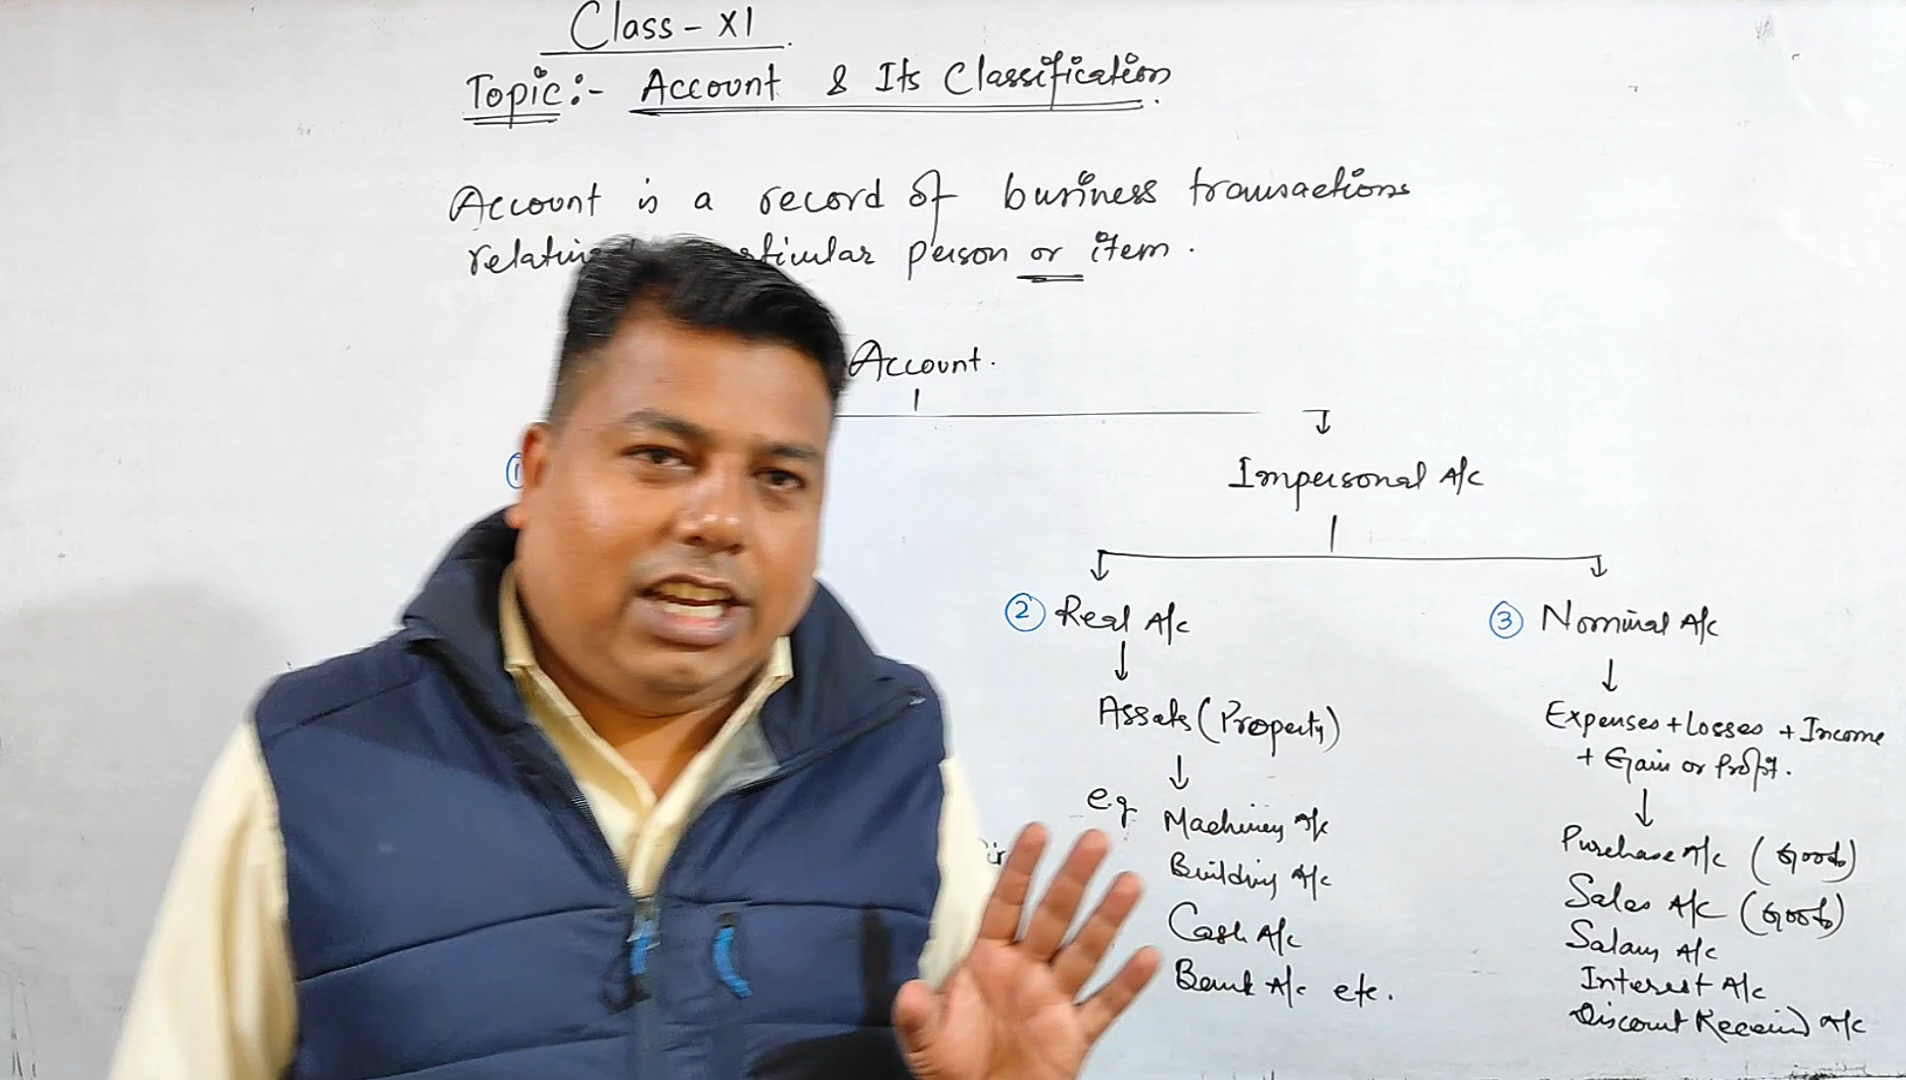 Class - XI
Topic :- Account & Its Classification
Account is a record of business transactions
person or item.
Account.
①
Impersonal A/c
② Real A/c
③ Nominal A/c
Assets (Property)
Expenses + Losses + Income
+ Gain or Profit.
e.g Machinery A/c
Building A/c
Cash A/c
Bank A/c etc.
Purchase A/c (Goods)
Sales A/c (Goods)
Salary A/c
Interest A/c
Discount Received A/c